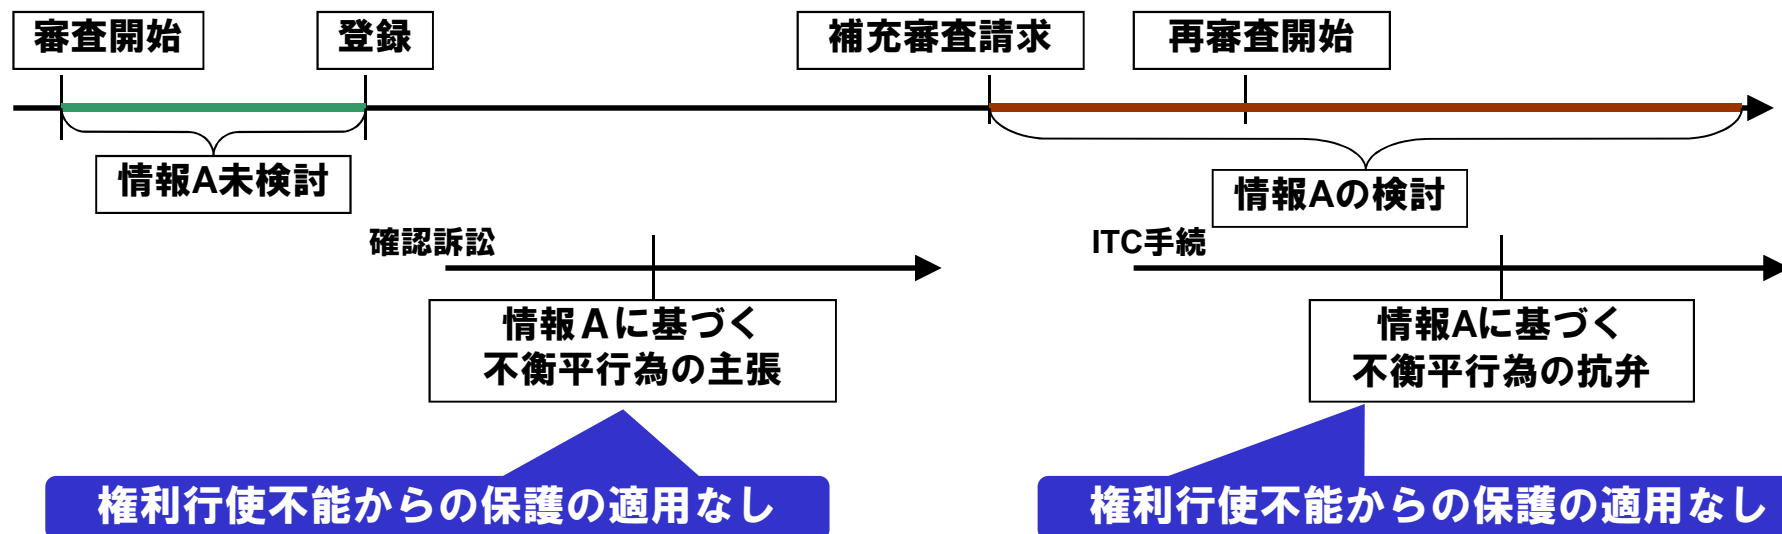 審査開始
登録
補充審査請求
再審査開始
情報A未検討
情報Aの検討
確認訴訟
ITC手続
情報Aに基づく
不衡平行為の主張
情報Aに基づく
不衡平行為の抗弁
権利行使不能からの保護の適用なし
権利行使不能からの保護の適用なし